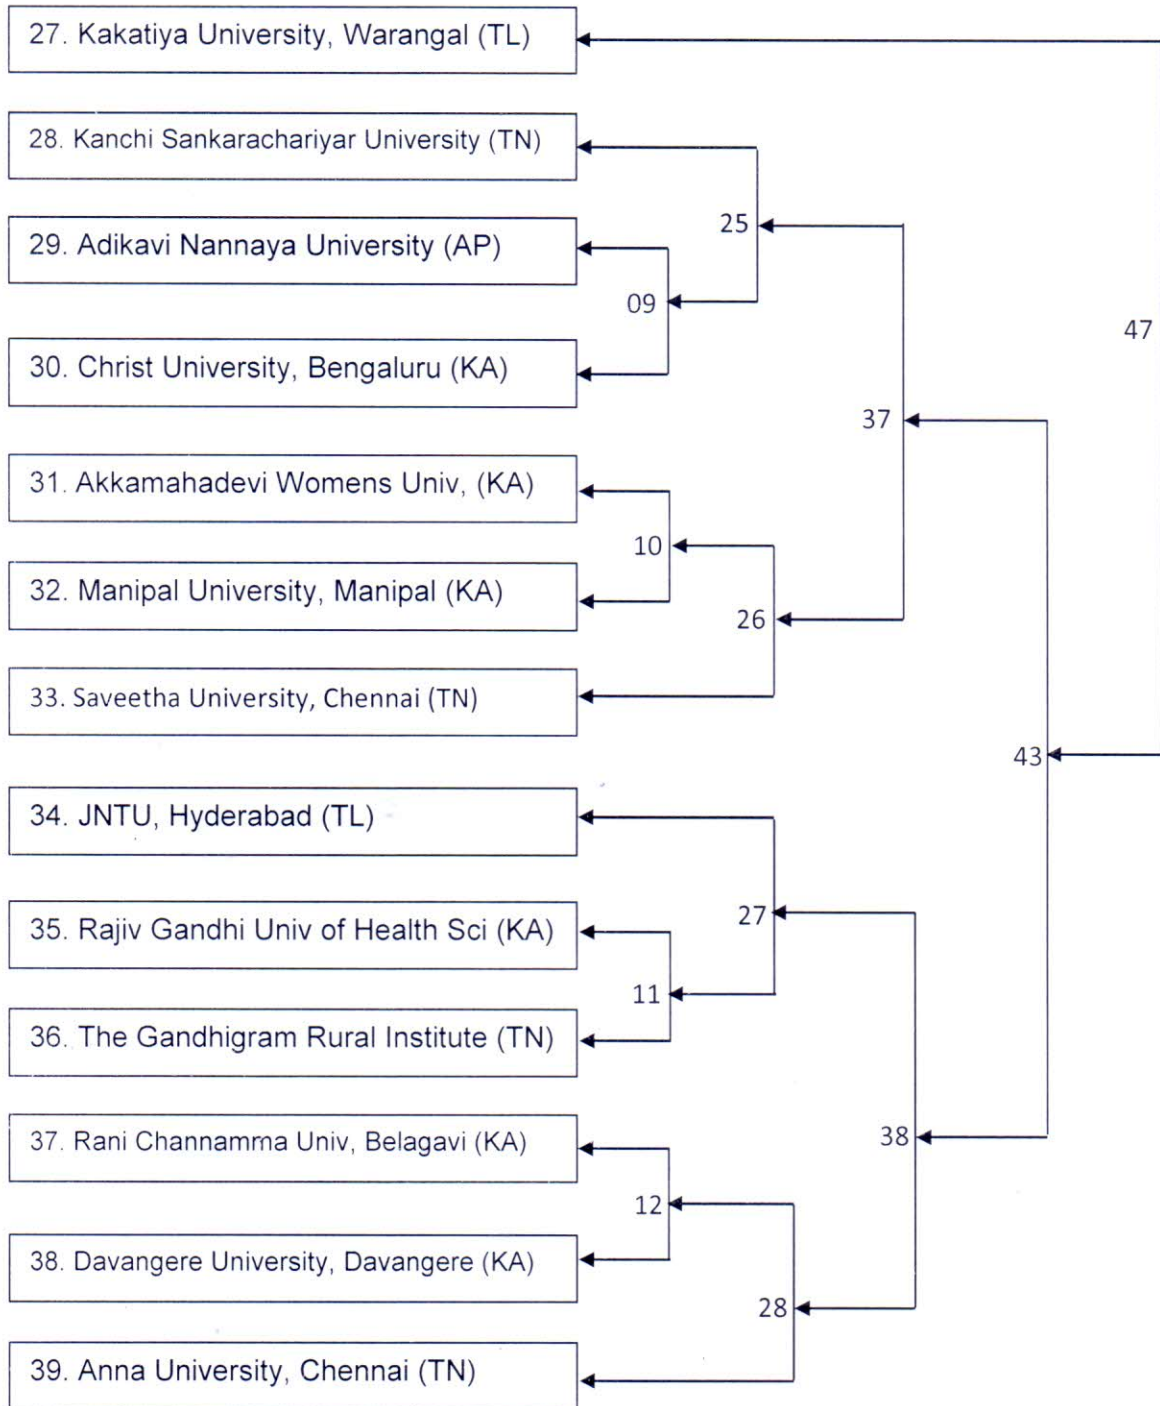 27. Kakatiya University, Warangal (TL)
28. Kanchi Sankarachariyar University (TN)
25
29. Adikavi Nannaya University (AP)
09
47
30. Christ University, Bengaluru (KA)
37
31. Akkamahadevi Womens Univ, (KA)
10
32. Manipal University, Manipal (KA)
26
33. Saveetha University, Chennai (TN)
43
34. JNTU, Hyderabad (TL)
27
35. Rajiv Gandhi Univ of Health Sci (KA)
11
36. The Gandhigram Rural Institute (TN)
37. Rani Channamma Univ, Belagavi (KA)
38
12
38. Davangere University, Davangere (KA)
28
39. Anna University, Chennai (TN)